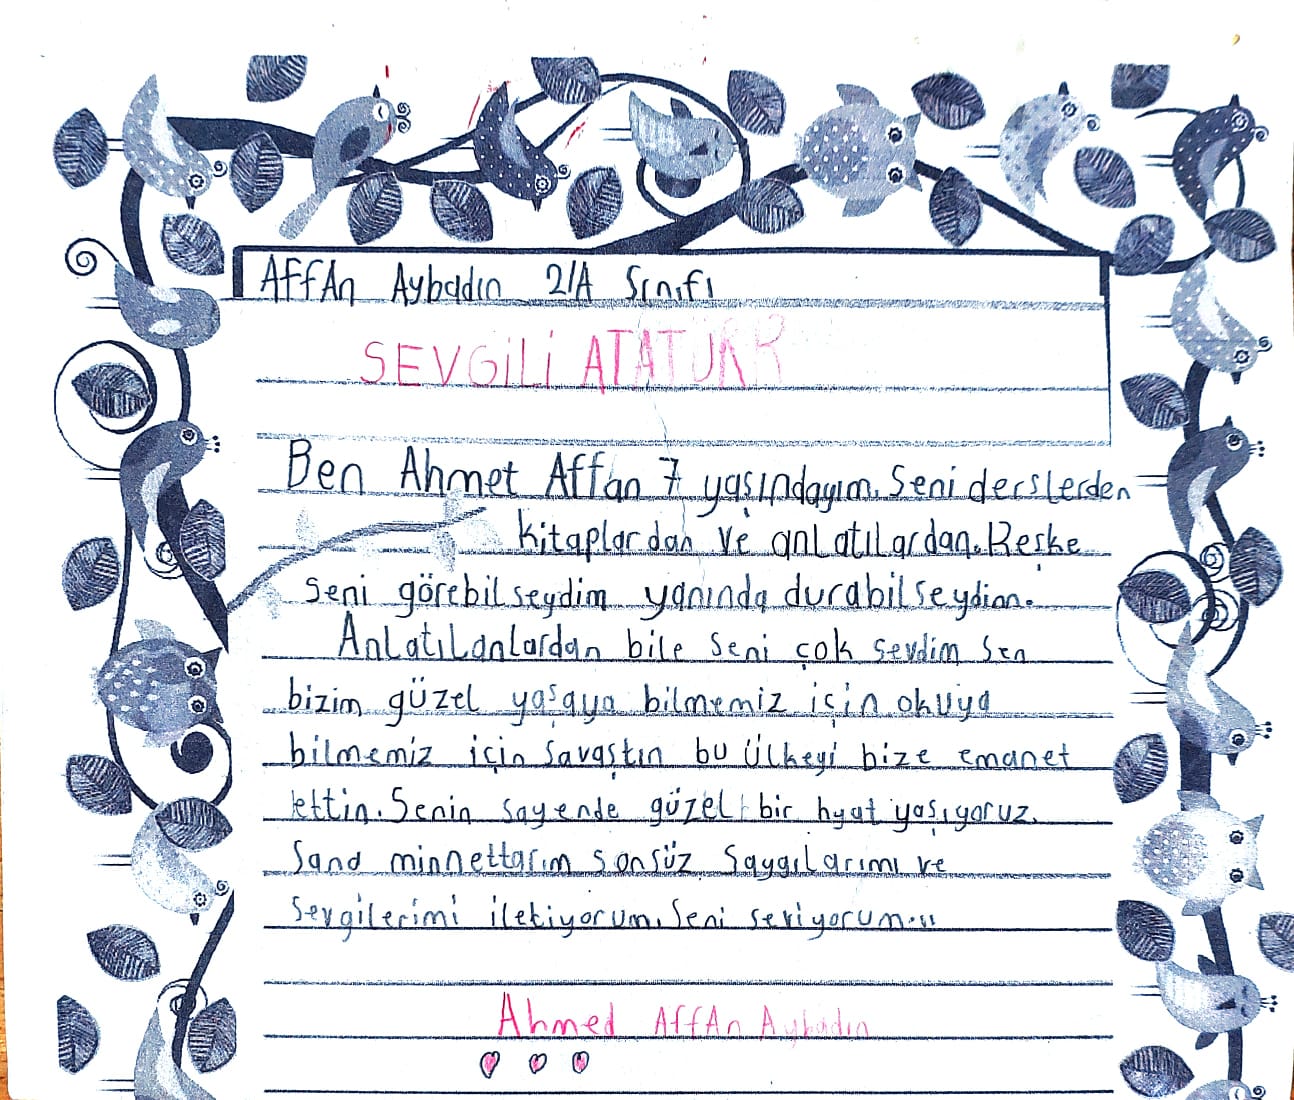 AffAn Aybadın 2/A Sınıfı
SEVGİLİ ATATÜRK
Ben Ahmet Affan 7 yaşındayım. Seni derslerden
kitaplardan ve anlatılardan. Keşke
Seni görebilseydim yanında durabilseydim.
Anlatılanlardan bile seni çok sevdim sen
bizim güzel yaşaya bilmemiz için okuya
bilmemiz için savaştın bu ülkeyi bize emanet
ettin. Senin sayende güzel bir hyat yaşıyoruz.
Sana minnettarım sonsüz saygılarımı ve
Sevgilerimi iletiyorum. Seni seviyorum...
Ahmed AffAn Aybadın